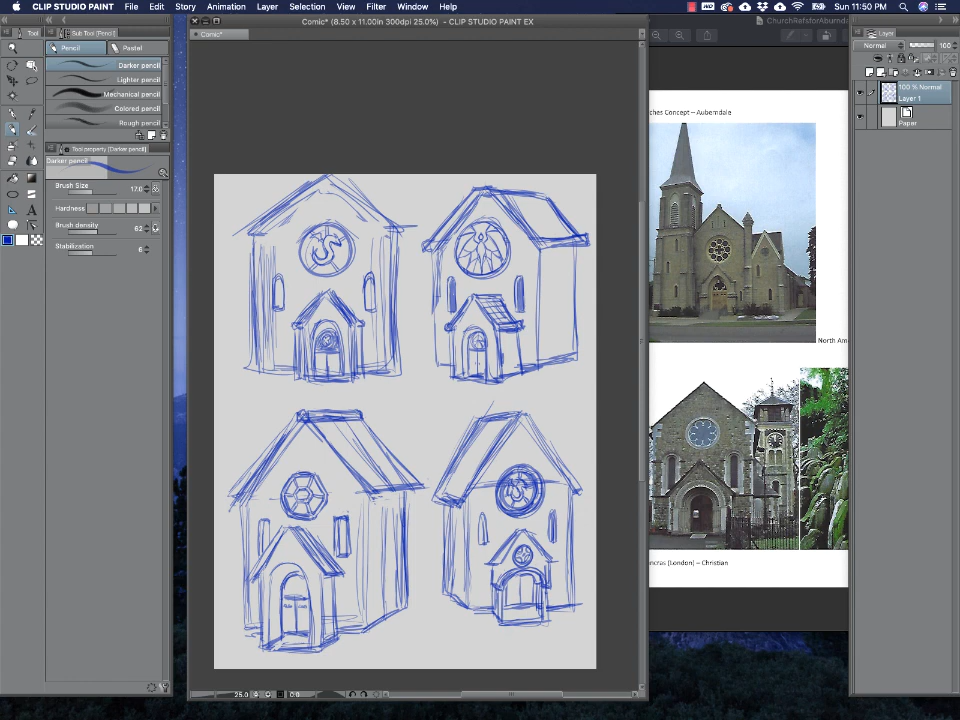 CLIP STUDIO PAINT File Edit Story Animation Layer Selection View Filter Window Help Sun 11:50 PM
Comic* (8.50 x 11.00in 300dpi 25.0%) - CLIP STUDIO PAINT EX
Tool
Sub Tool [Pencil]
Comic*
Layer
Pencil Pastel
Normal 100
Darker pencil
Lighter pencil
Mechanical pencil
Colored pencil
Rough pencil
100 % Normal
Layer 1
Paper
Tool property [Darker pencil]
Darker pencil
Brush Size 17.0
Hardness
Brush density 62
Stabilization 6
ches Concept – Auberndale
North Am
ncras (London) – Christian
25.0 0.0